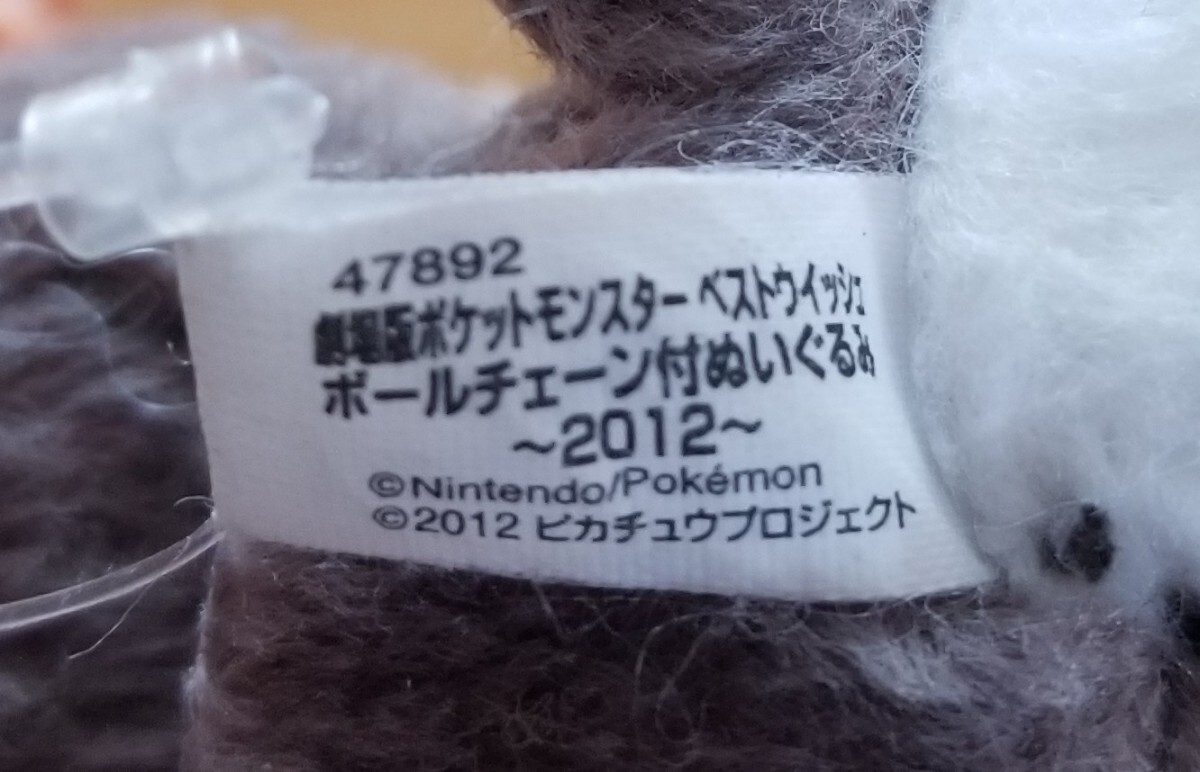 47892
劇場版ポケットモンスター ベストウイッシュ
ボールチェーン付ぬいぐるみ
～2012～
©Nintendo/Pokémon
©2012 ピカチュウプロジェクト